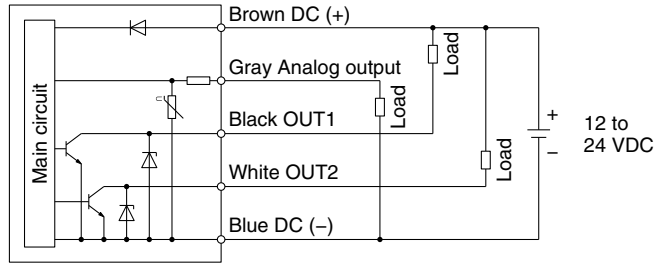 Brown DC (+)
Gray Analog output
Black OUT1
White OUT2
Blue DC (−)
Main circuit
U
Load
Load
Load
+
−
12 to
24 VDC